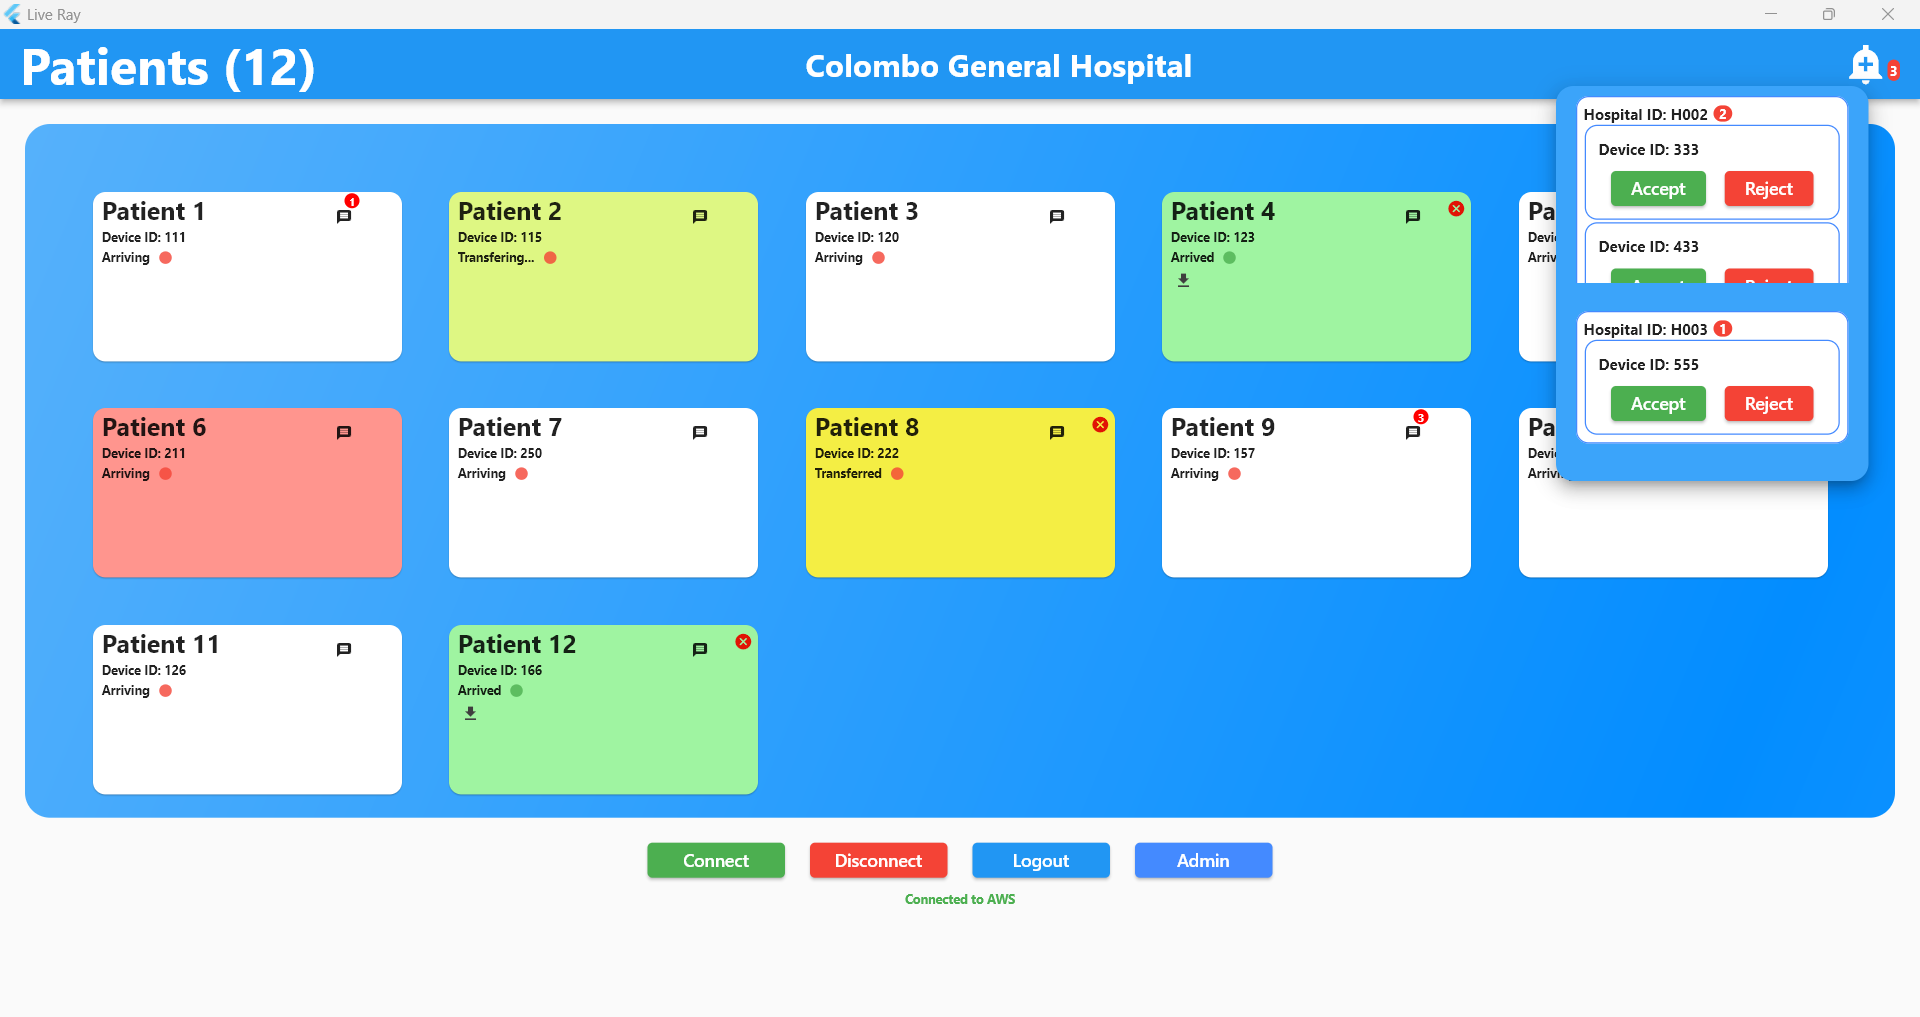 Live Ray
Patients (12)
Colombo General Hospital
3
Hospital ID: H002 2
Device ID: 333
Accept Reject
Device ID: 433
Accept Reject
Hospital ID: H003 1
Device ID: 555
Accept Reject
Patient 1
1
Device ID: 111
Arriving
Patient 2
Device ID: 115
Transfering...
Patient 3
Device ID: 120
Arriving
Patient 4
Device ID: 123
Arrived
Pa
Devi
Arriv
Patient 6
Device ID: 211
Arriving
Patient 7
Device ID: 250
Arriving
Patient 8
Device ID: 222
Transferred
Patient 9
3
Device ID: 157
Arriving
Pa
Devi
Arrivi
Patient 11
Device ID: 126
Arriving
Patient 12
Device ID: 166
Arrived
Connect
Disconnect
Logout
Admin
Connected to AWS